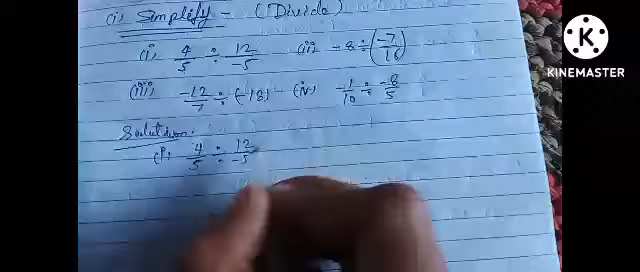 (i) Simplify - (Divide)
(i) 4/5 ÷ 12/-5 (ii) -8 ÷ (-7/16)
(iii) -12/7 ÷ (-18) (iv) -1/10 ÷ -8/5
Solution.
(i) 4/5 ÷ 12/-5
KINEMASTER